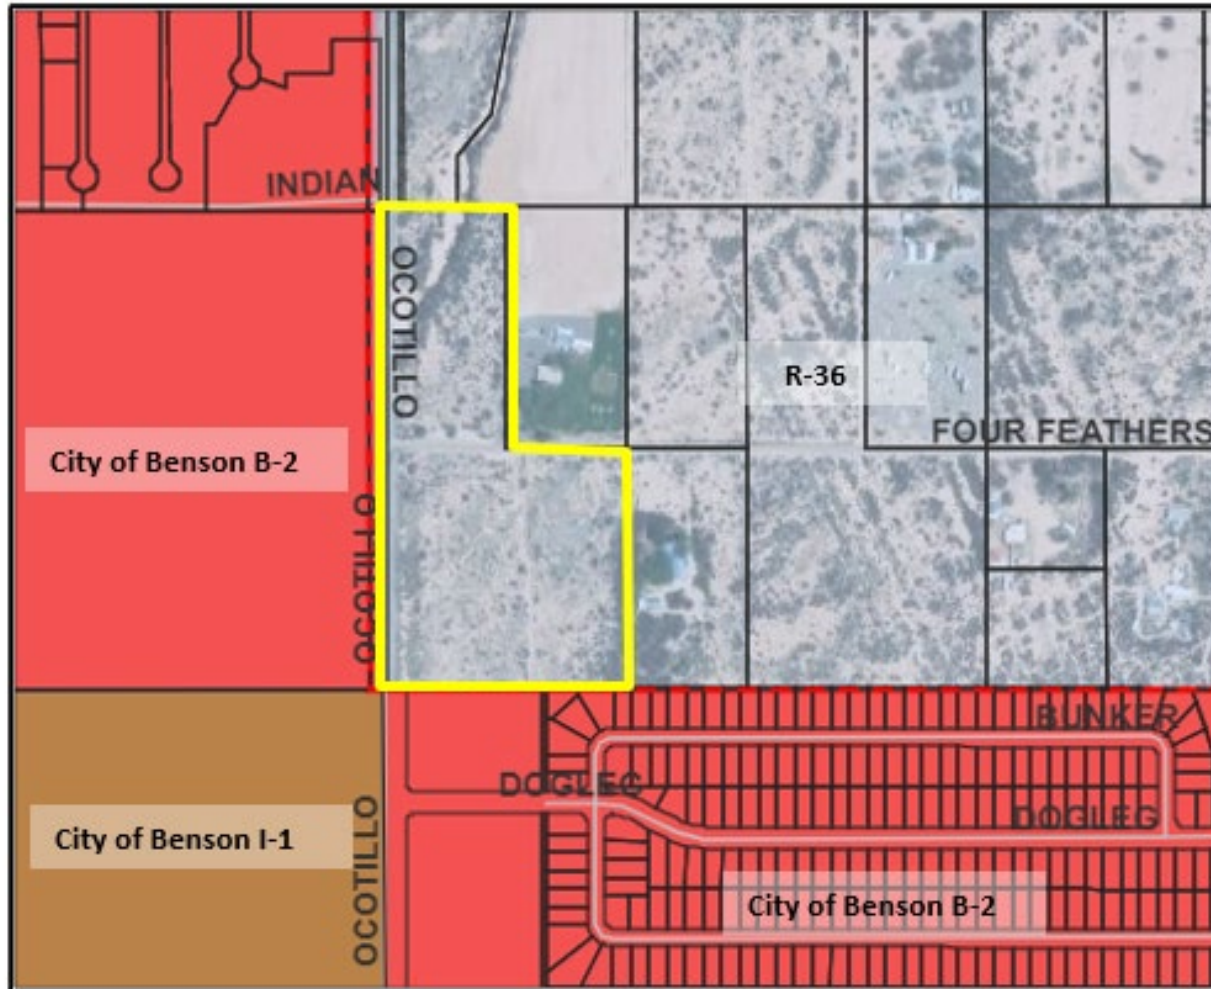 INDIAN
OCOTILLO
R-36
FOUR FEATHERS
City of Benson B-2
OCOTILLO
BUNKER
DOGLEG
DOGLEG
City of Benson I-1
OCOTILLO
City of Benson B-2